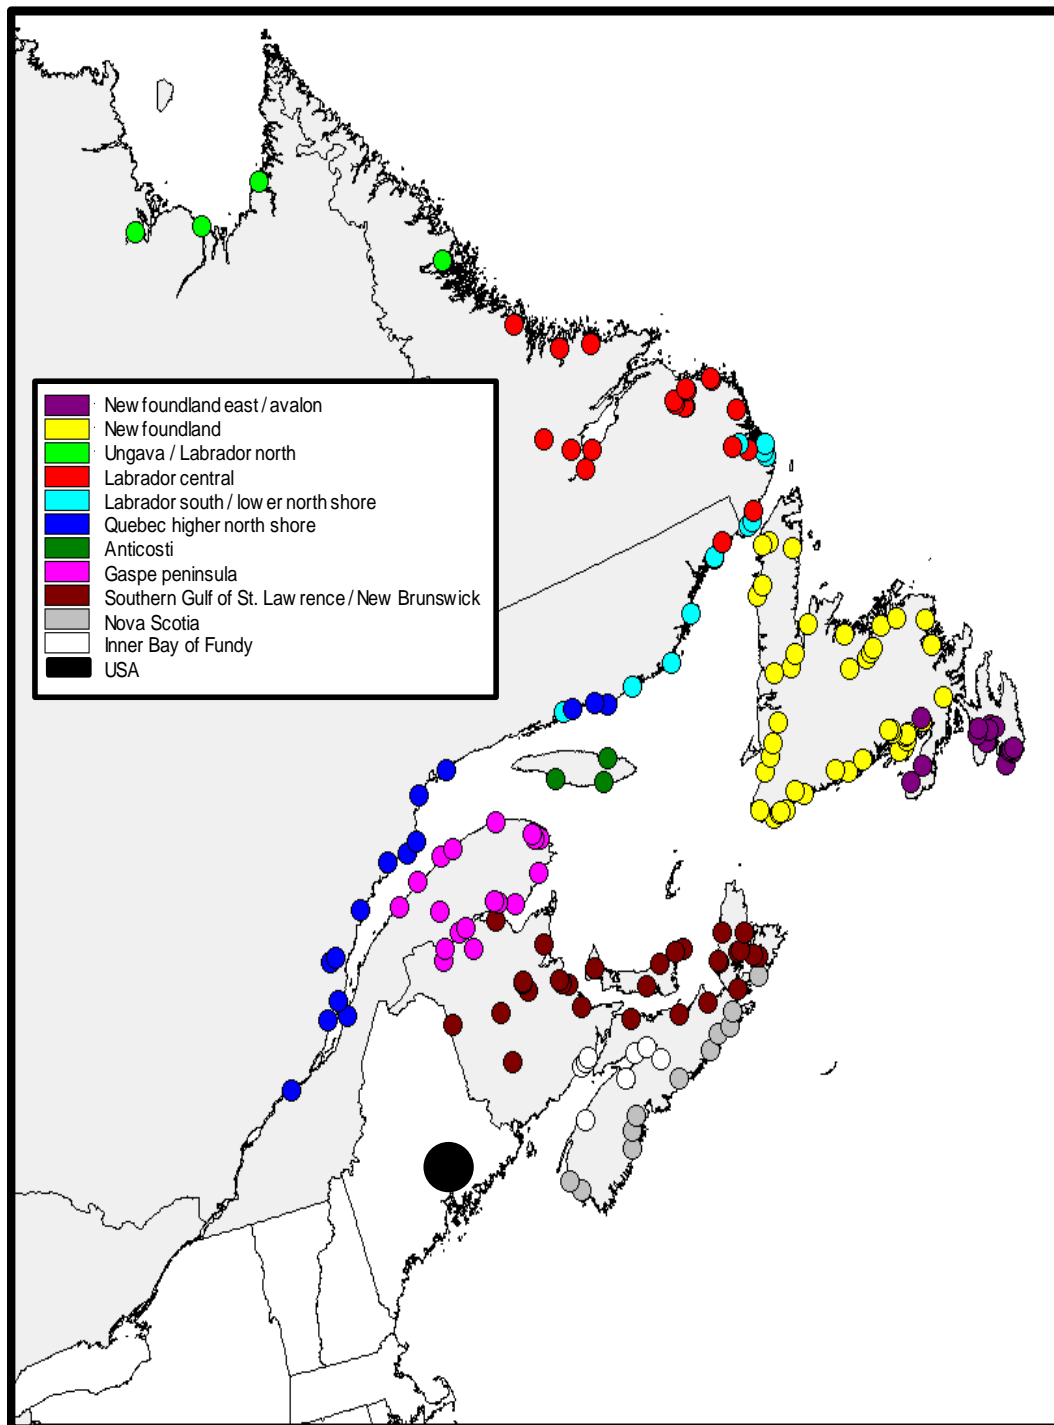 New foundland east / avalon
New foundland
Ungava / Labrador north
Labrador central
Labrador south / low er north shore
Quebec higher north shore
Anticosti
Gaspe peninsula
Southern Gulf of St. Law rence / New Brunswick
Nova Scotia
Inner Bay of Fundy
USA